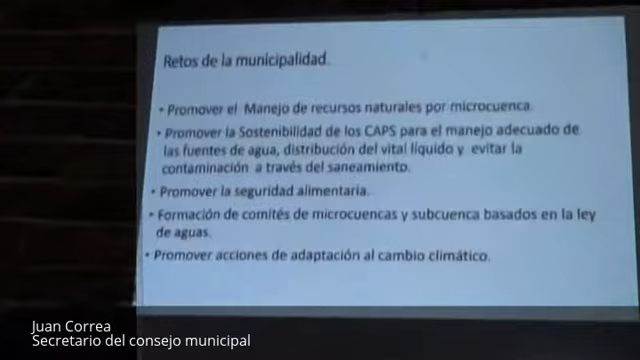 Retos de la municipalidad.
• Promover el Manejo de recursos naturales por microcuenca.
• Promover la Sostenibilidad de los CAPS para el manejo adecuado de
las fuentes de agua, distribución del vital líquido y evitar la
contaminación a través del saneamiento.
• Promover la seguridad alimentaria.
• Formación de comités de microcuencas y subcuenca basados en la ley
de aguas.
• Promover acciones de adaptación al cambio climático.
Juan Correa
Secretario del consejo municipal